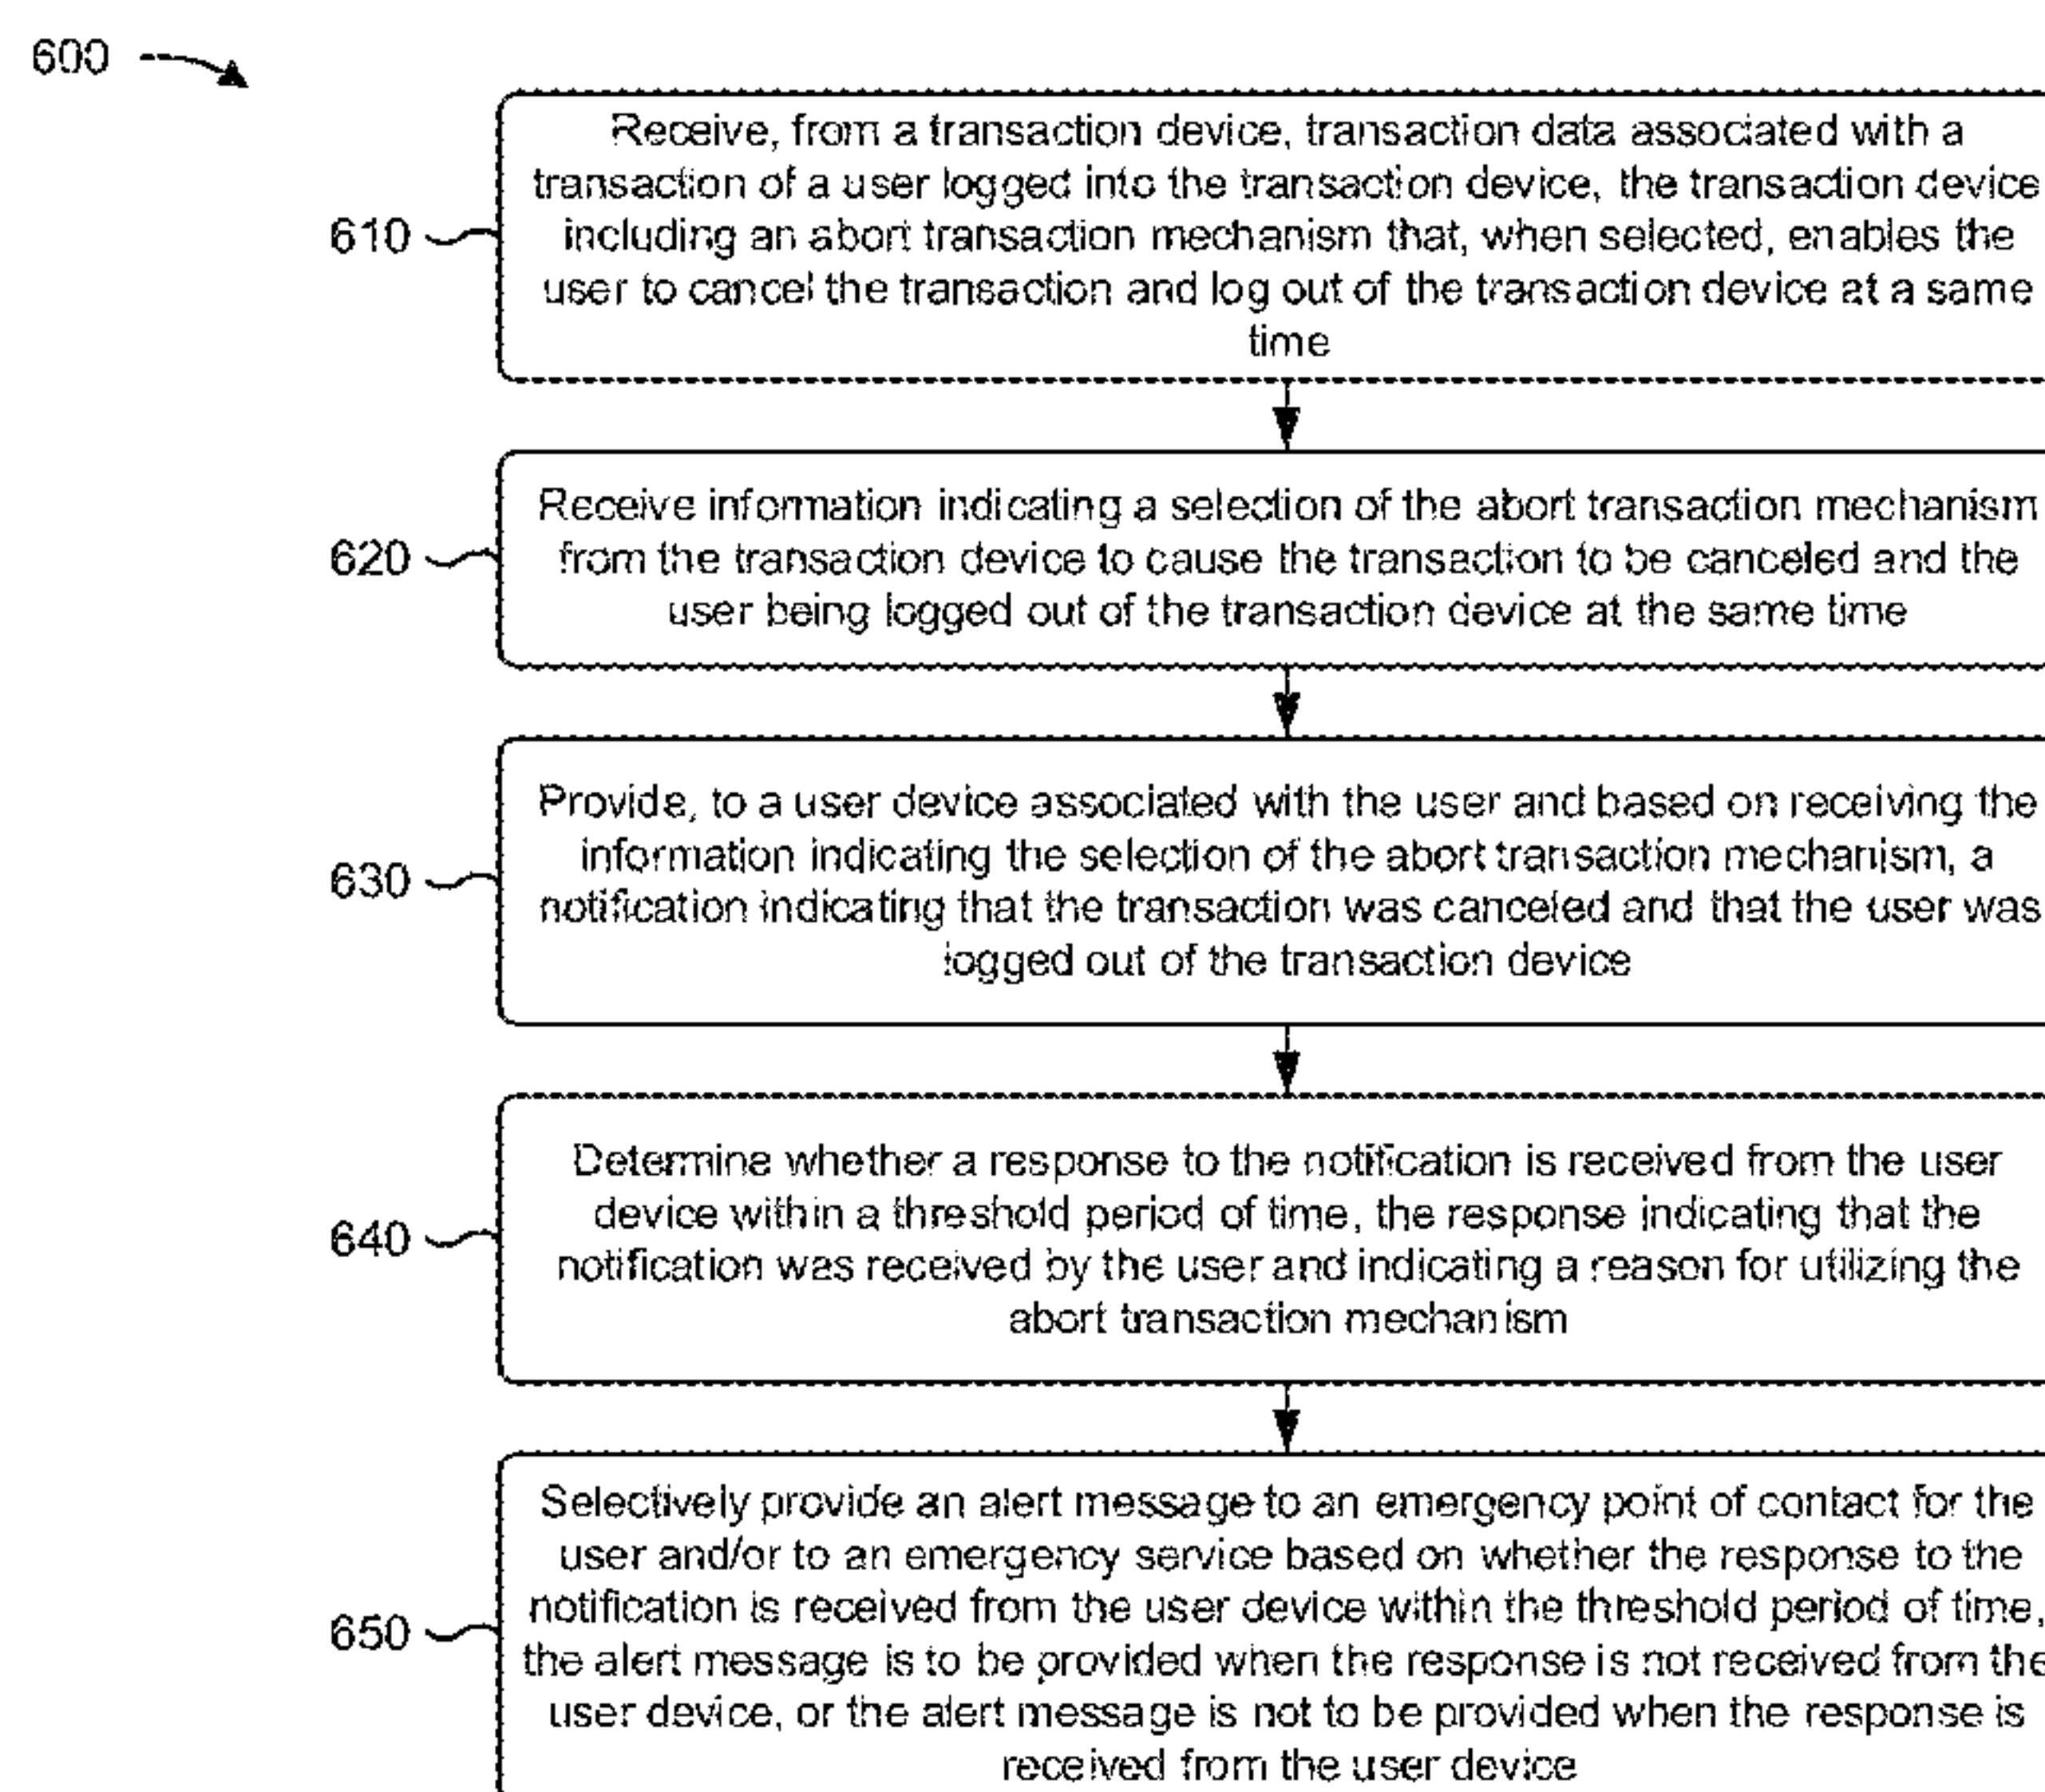 600
Receive, from a transaction device, transaction data associated with a
transaction of a user logged into the transaction device, the transaction device
610
including an abort transaction mechanism that, when selected, enables the
user to cancel the transaction and log out of the transaction device at a same
time
Receive information indicating a selection of the abort transaction mechanism
620
from the transaction device to cause the transaction to be canceled and the
user being logged out of the transaction device at the same time
Provide, to a user device associated with the user and based on receiving the
information indicating the selection of the abort transaction mechanism, a
630
notification indicating that the transaction was canceled and that the user was
logged out of the transaction device
Determine whether a response to the notification is received from the user
device within a threshold period of time, the response indicating that the
640
notification was received by the user and indicating a reason for utilizing the
abort transaction mechanism
Selectively provide an alert message to an emergency point of contact for the
user and/or to an emergency service based on whether the response to the
notification is received from the user device within the threshold period of time,
650
the alert message is to be provided when the response is not received from the
user device, or the alert message is not to be provided when the response is
received from the user device